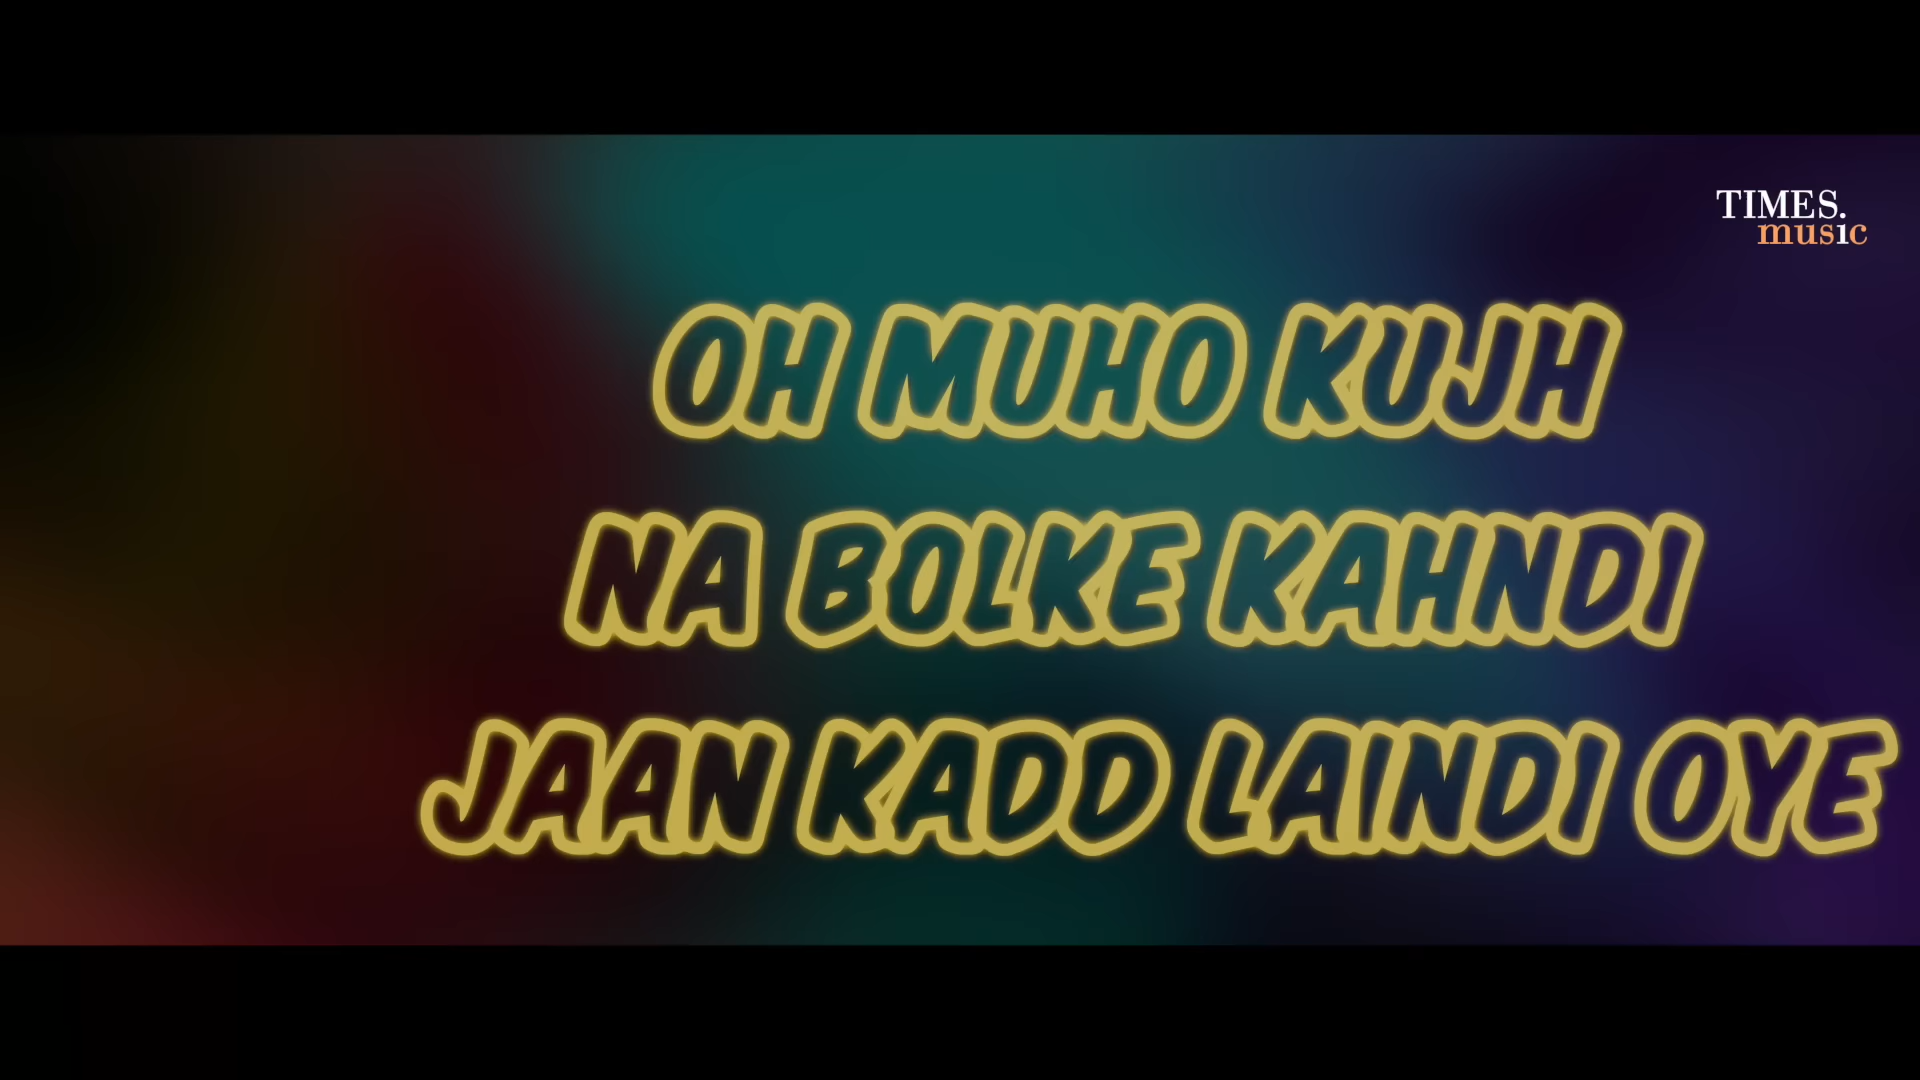 TIMES.
music
OH MUHO KUJH
NA BOLKE KAHNDI
JAAN KADD LAINDI OYE